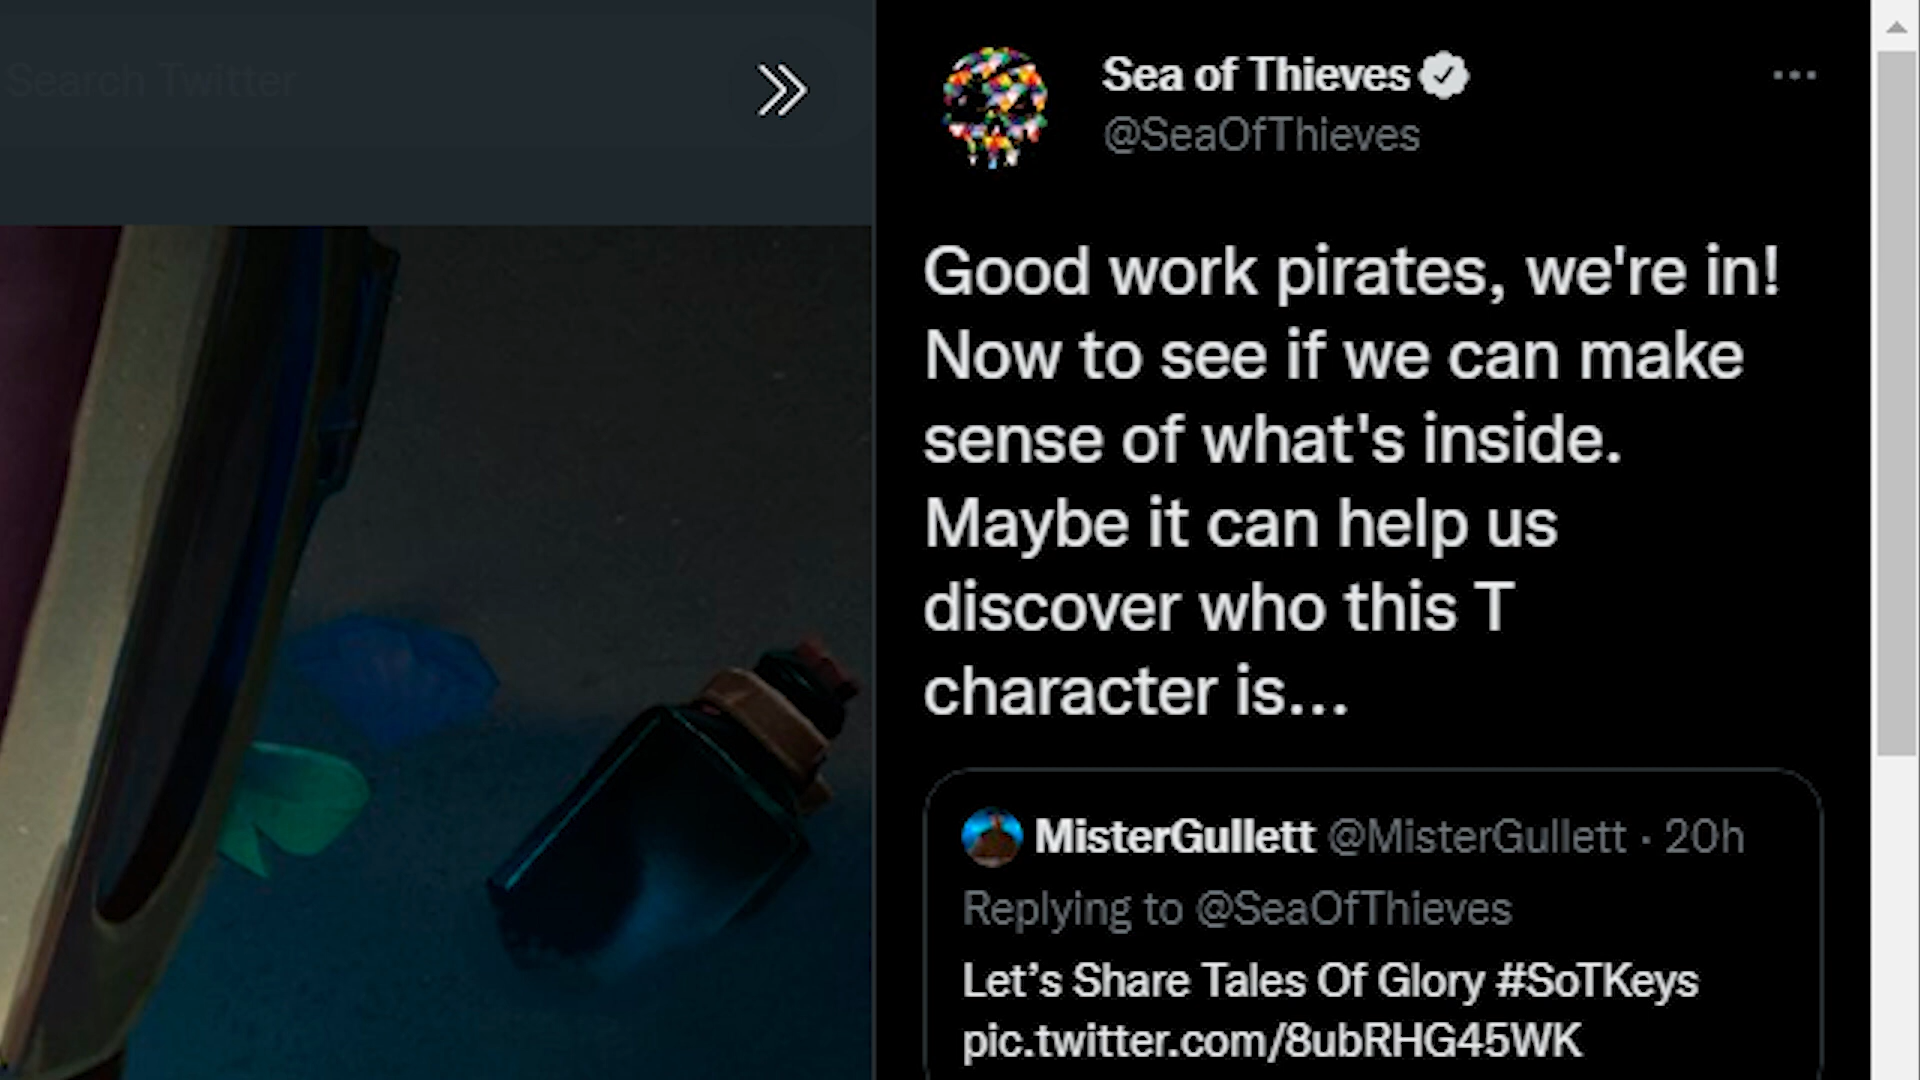 Search Twitter
Sea of Thieves
@SeaOfThieves
Good work pirates, we're in!
Now to see if we can make
sense of what's inside.
Maybe it can help us
discover who this T
character is...
MisterGullett @MisterGullett · 20h
Replying to @SeaOfThieves
Let’s Share Tales Of Glory #SoTKeys
pic.twitter.com/8ubRHG45WK